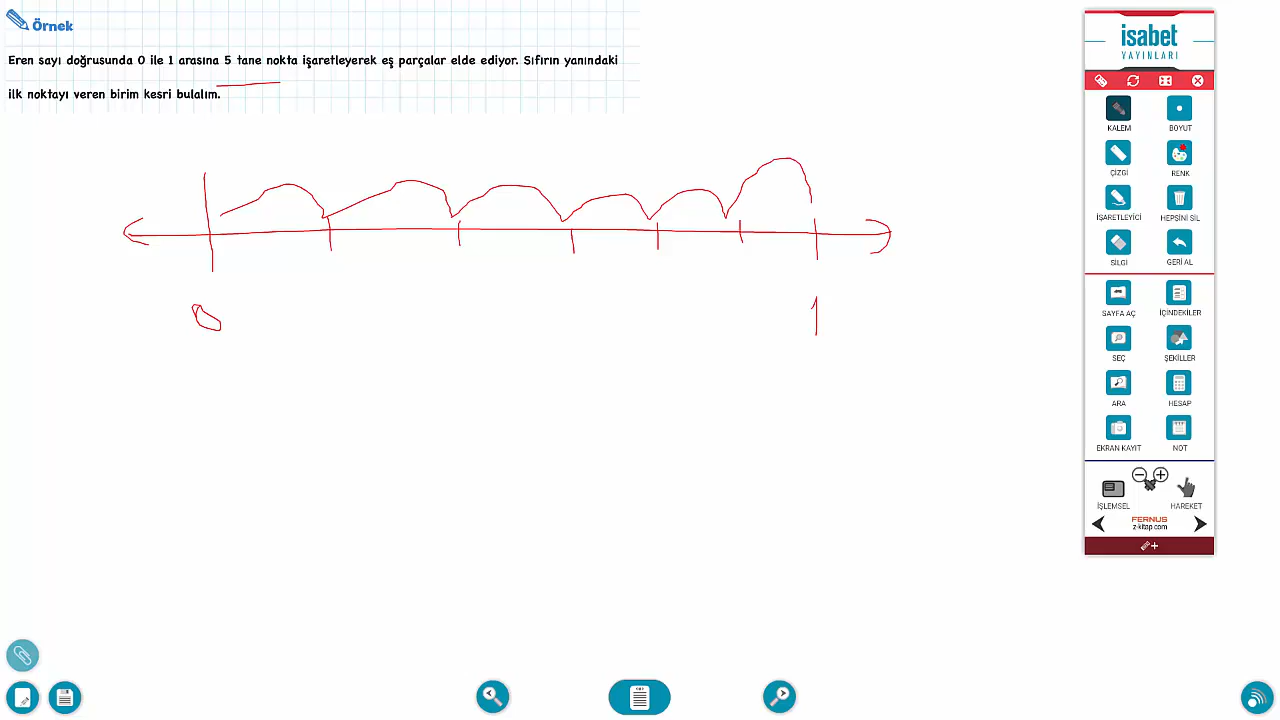 Örnek
Eren sayı doğrusunda 0 ile 1 arasına 5 tane nokta işaretleyerek eş parçalar elde ediyor. Sıfırın yanındaki
ilk noktayı veren birim kesri bulalım.
0 1
isabet
YAYINLARI
KALEM BOYUT
ÇİZGİ RENK
İŞARETLEYİCİ HEPSİNİ SİL
SİLGİ GERİ AL
SAYFA AÇ İÇİNDEKİLER
SEÇ ŞEKİLLER
ARA HESAP
EKRAN KAYIT NOT
İŞLEMSEL HAREKET
FERNUS
z-kitap.com